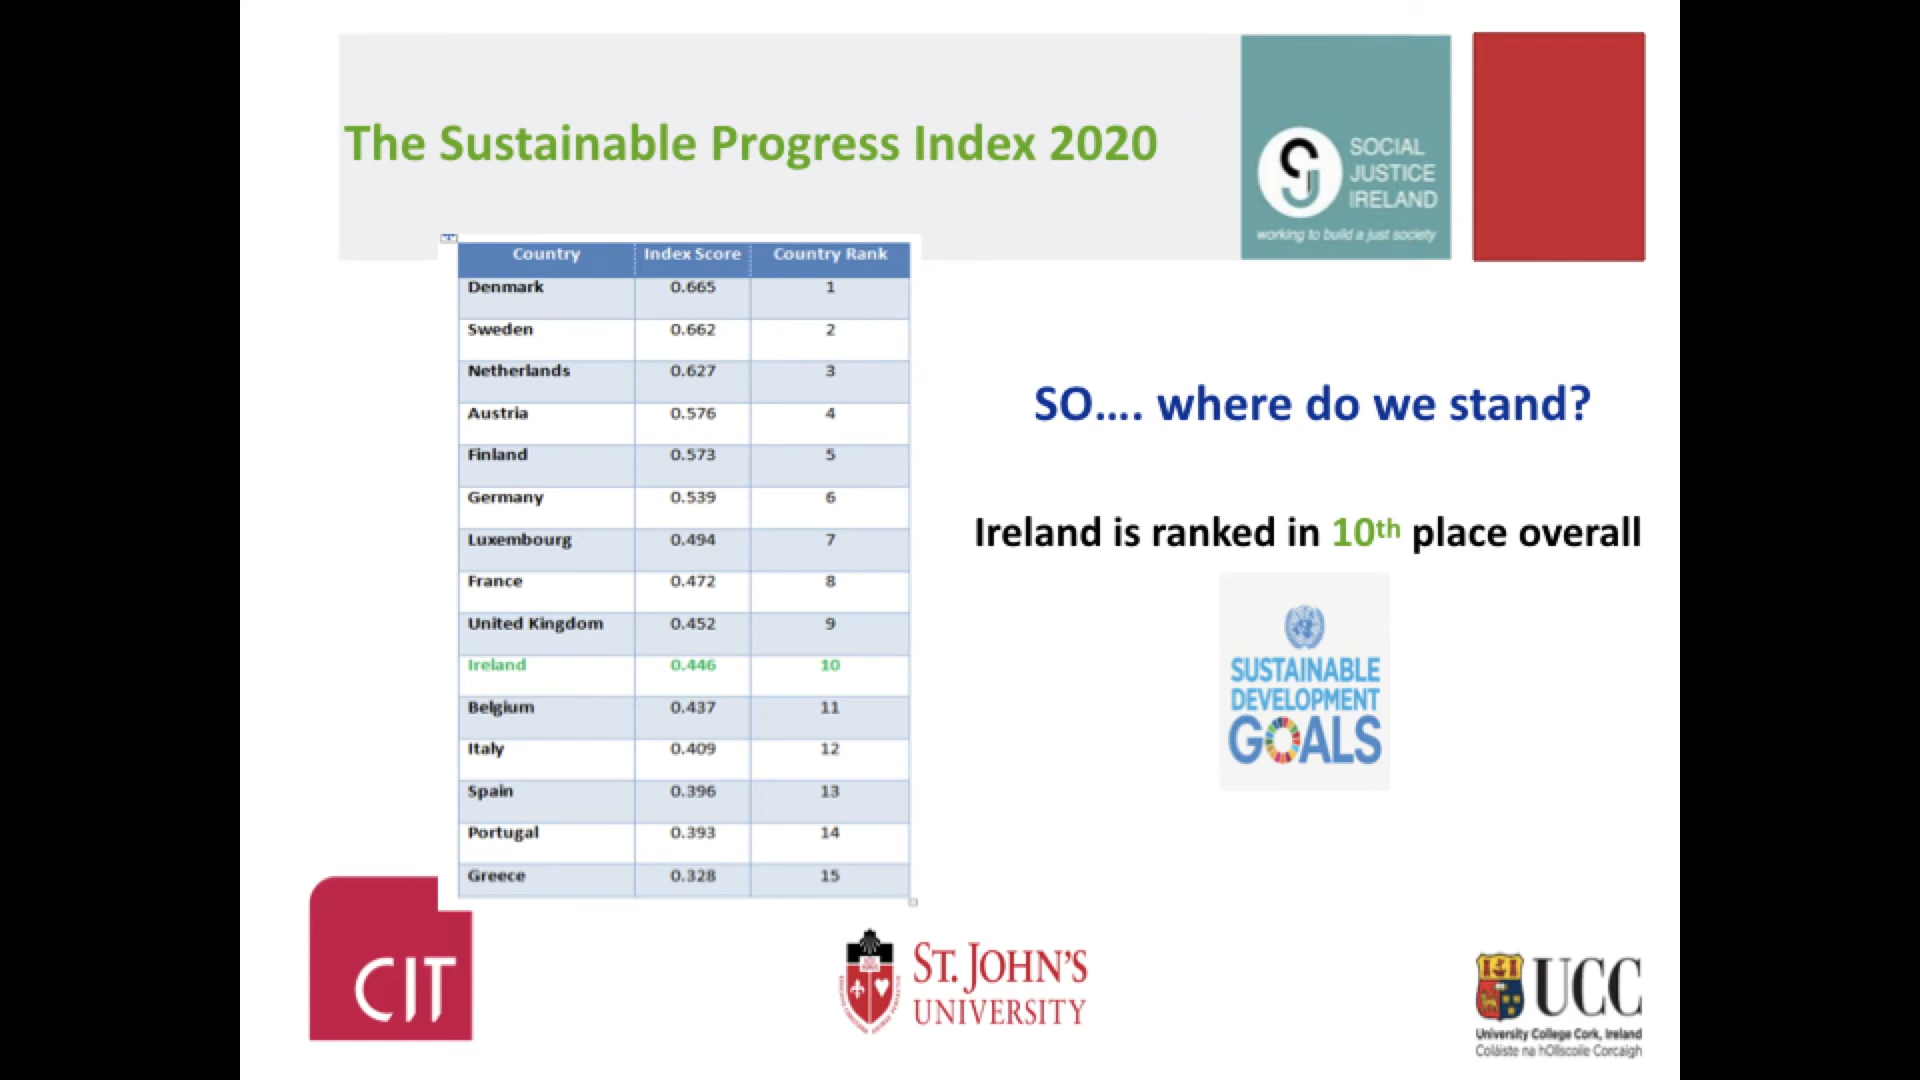 The Sustainable Progress Index 2020
SOCIAL
JUSTICE
IRELAND
working to build a just society
Country Index Score Country Rank
Denmark 0.665 1
Sweden 0.662 2
Netherlands 0.627 3
Austria 0.576 4
Finland 0.573 5
Germany 0.539 6
Luxembourg 0.494 7
France 0.472 8
United Kingdom 0.452 9
Ireland 0.446 10
Belgium 0.437 11
Italy 0.409 12
Spain 0.396 13
Portugal 0.393 14
Greece 0.328 15
SO…. where do we stand?
Ireland is ranked in 10th place overall
SUSTAINABLE
DEVELOPMENT
GOALS
CIT
ST. JOHN'S
UNIVERSITY
UCC
University College Cork, Ireland
Coláiste na hOllscoile Corcaigh